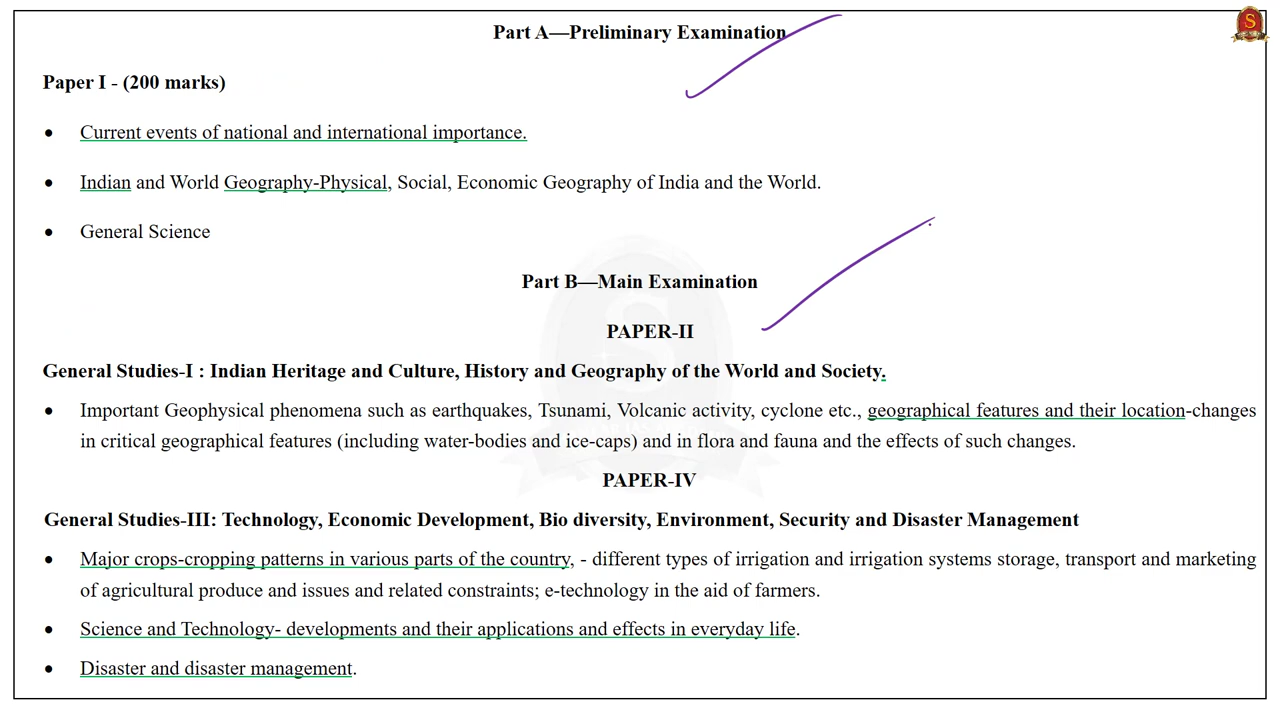 Part A—Preliminary Examination
S
Paper I - (200 marks)
● Current events of national and international importance.
● Indian and World Geography-Physical, Social, Economic Geography of India and the World.
● General Science
Part B—Main Examination
PAPER-II
General Studies-I : Indian Heritage and Culture, History and Geography of the World and Society.
● Important Geophysical phenomena such as earthquakes, Tsunami, Volcanic activity, cyclone etc., geographical features and their location-changes
in critical geographical features (including water-bodies and ice-caps) and in flora and fauna and the effects of such changes.
PAPER-IV
General Studies-III: Technology, Economic Development, Bio diversity, Environment, Security and Disaster Management
● Major crops-cropping patterns in various parts of the country, - different types of irrigation and irrigation systems storage, transport and marketing
of agricultural produce and issues and related constraints; e-technology in the aid of farmers.
● Science and Technology- developments and their applications and effects in everyday life.
● Disaster and disaster management.